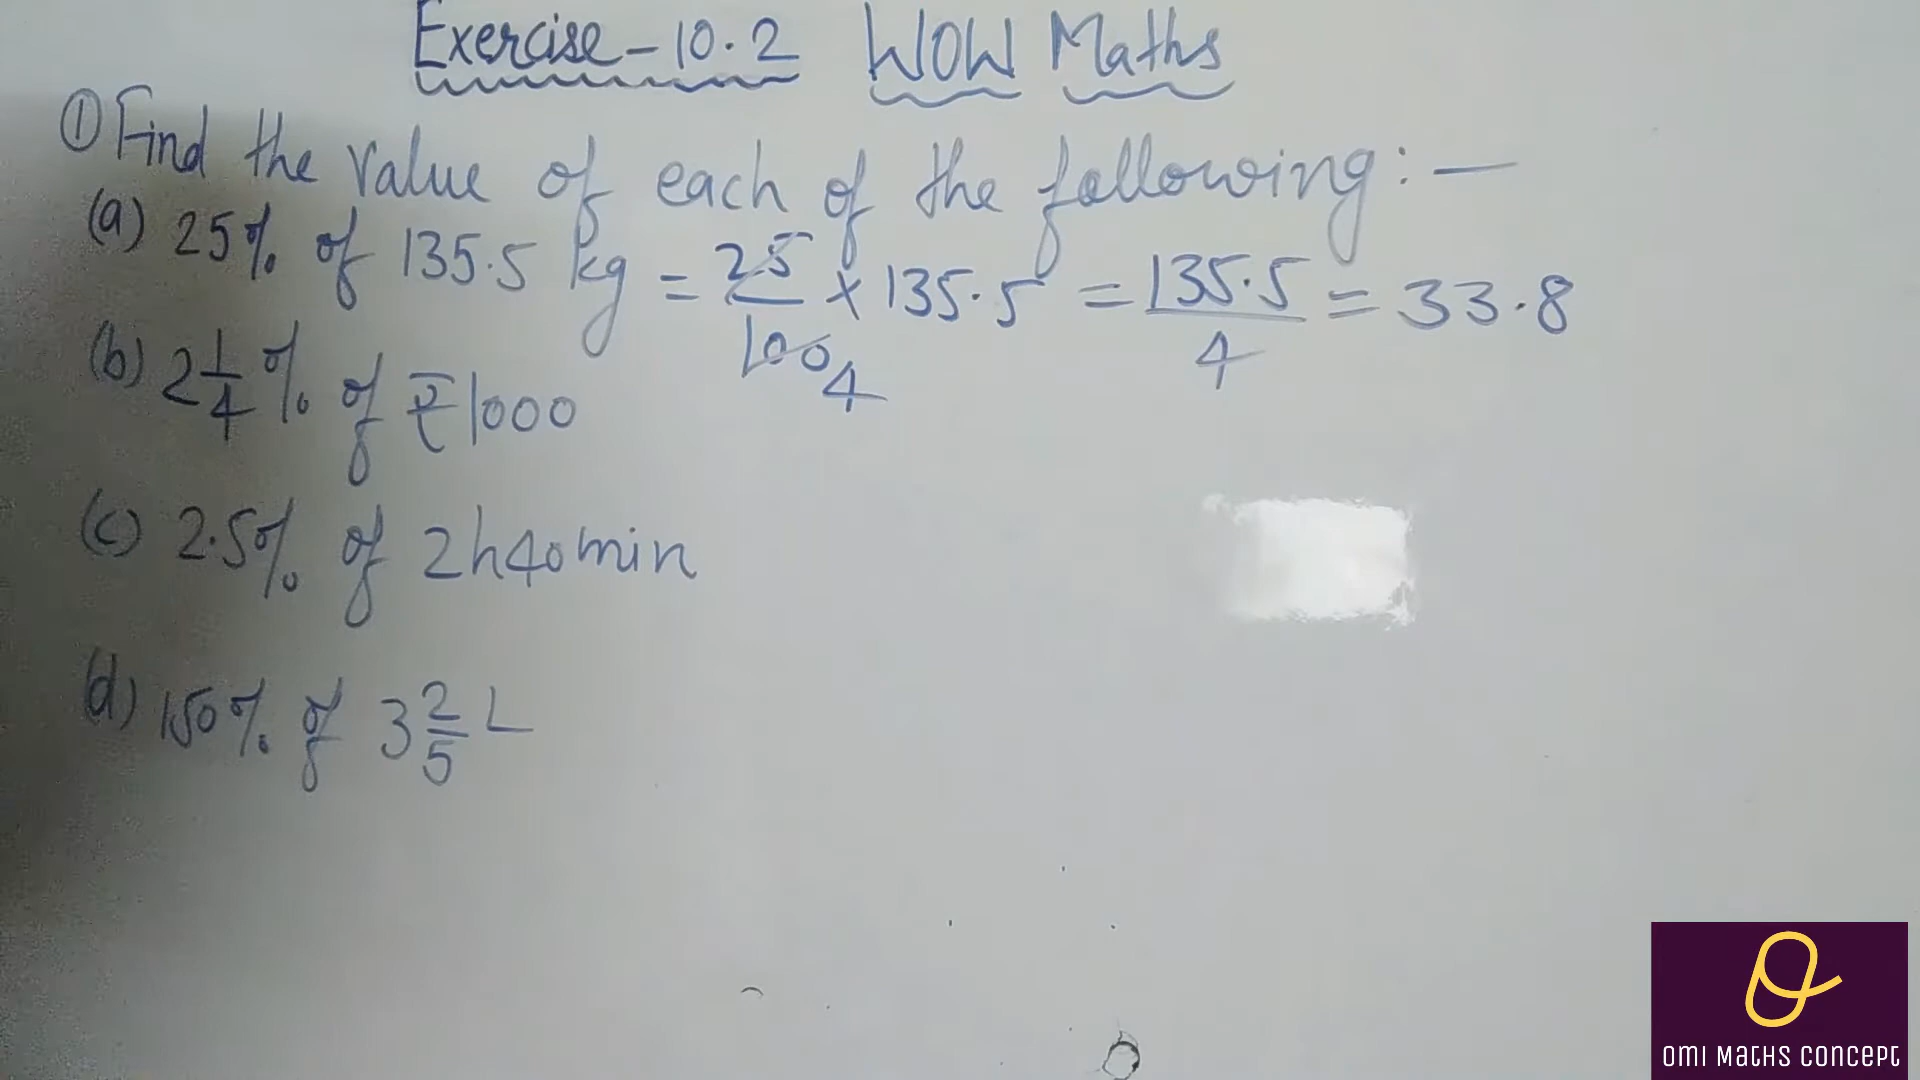 Exercise-10.2 WOW Maths
① Find the value of each of the following:—
(a) 25% of 135.5 kg = 25/100 4 × 135.5 = 135.5/4 = 33.8
(b) 2 1/4 % of ₹1000
(c) 2.5% of 2h40min
(d) 150% of 3 2/5 L
OMI MATHS CONCEPT